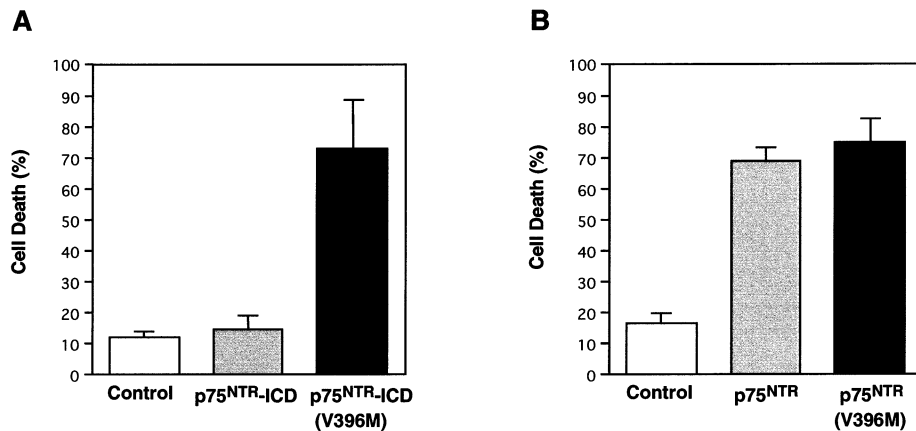 A
100
90
80
70
60
50
40
30
20
10
0
Cell Death (%)
Control
p75NTR-ICD
p75NTR-ICD
(V396M)
B
100
90
80
70
60
50
40
30
20
10
0
Cell Death (%)
Control
p75NTR
p75NTR
(V396M)